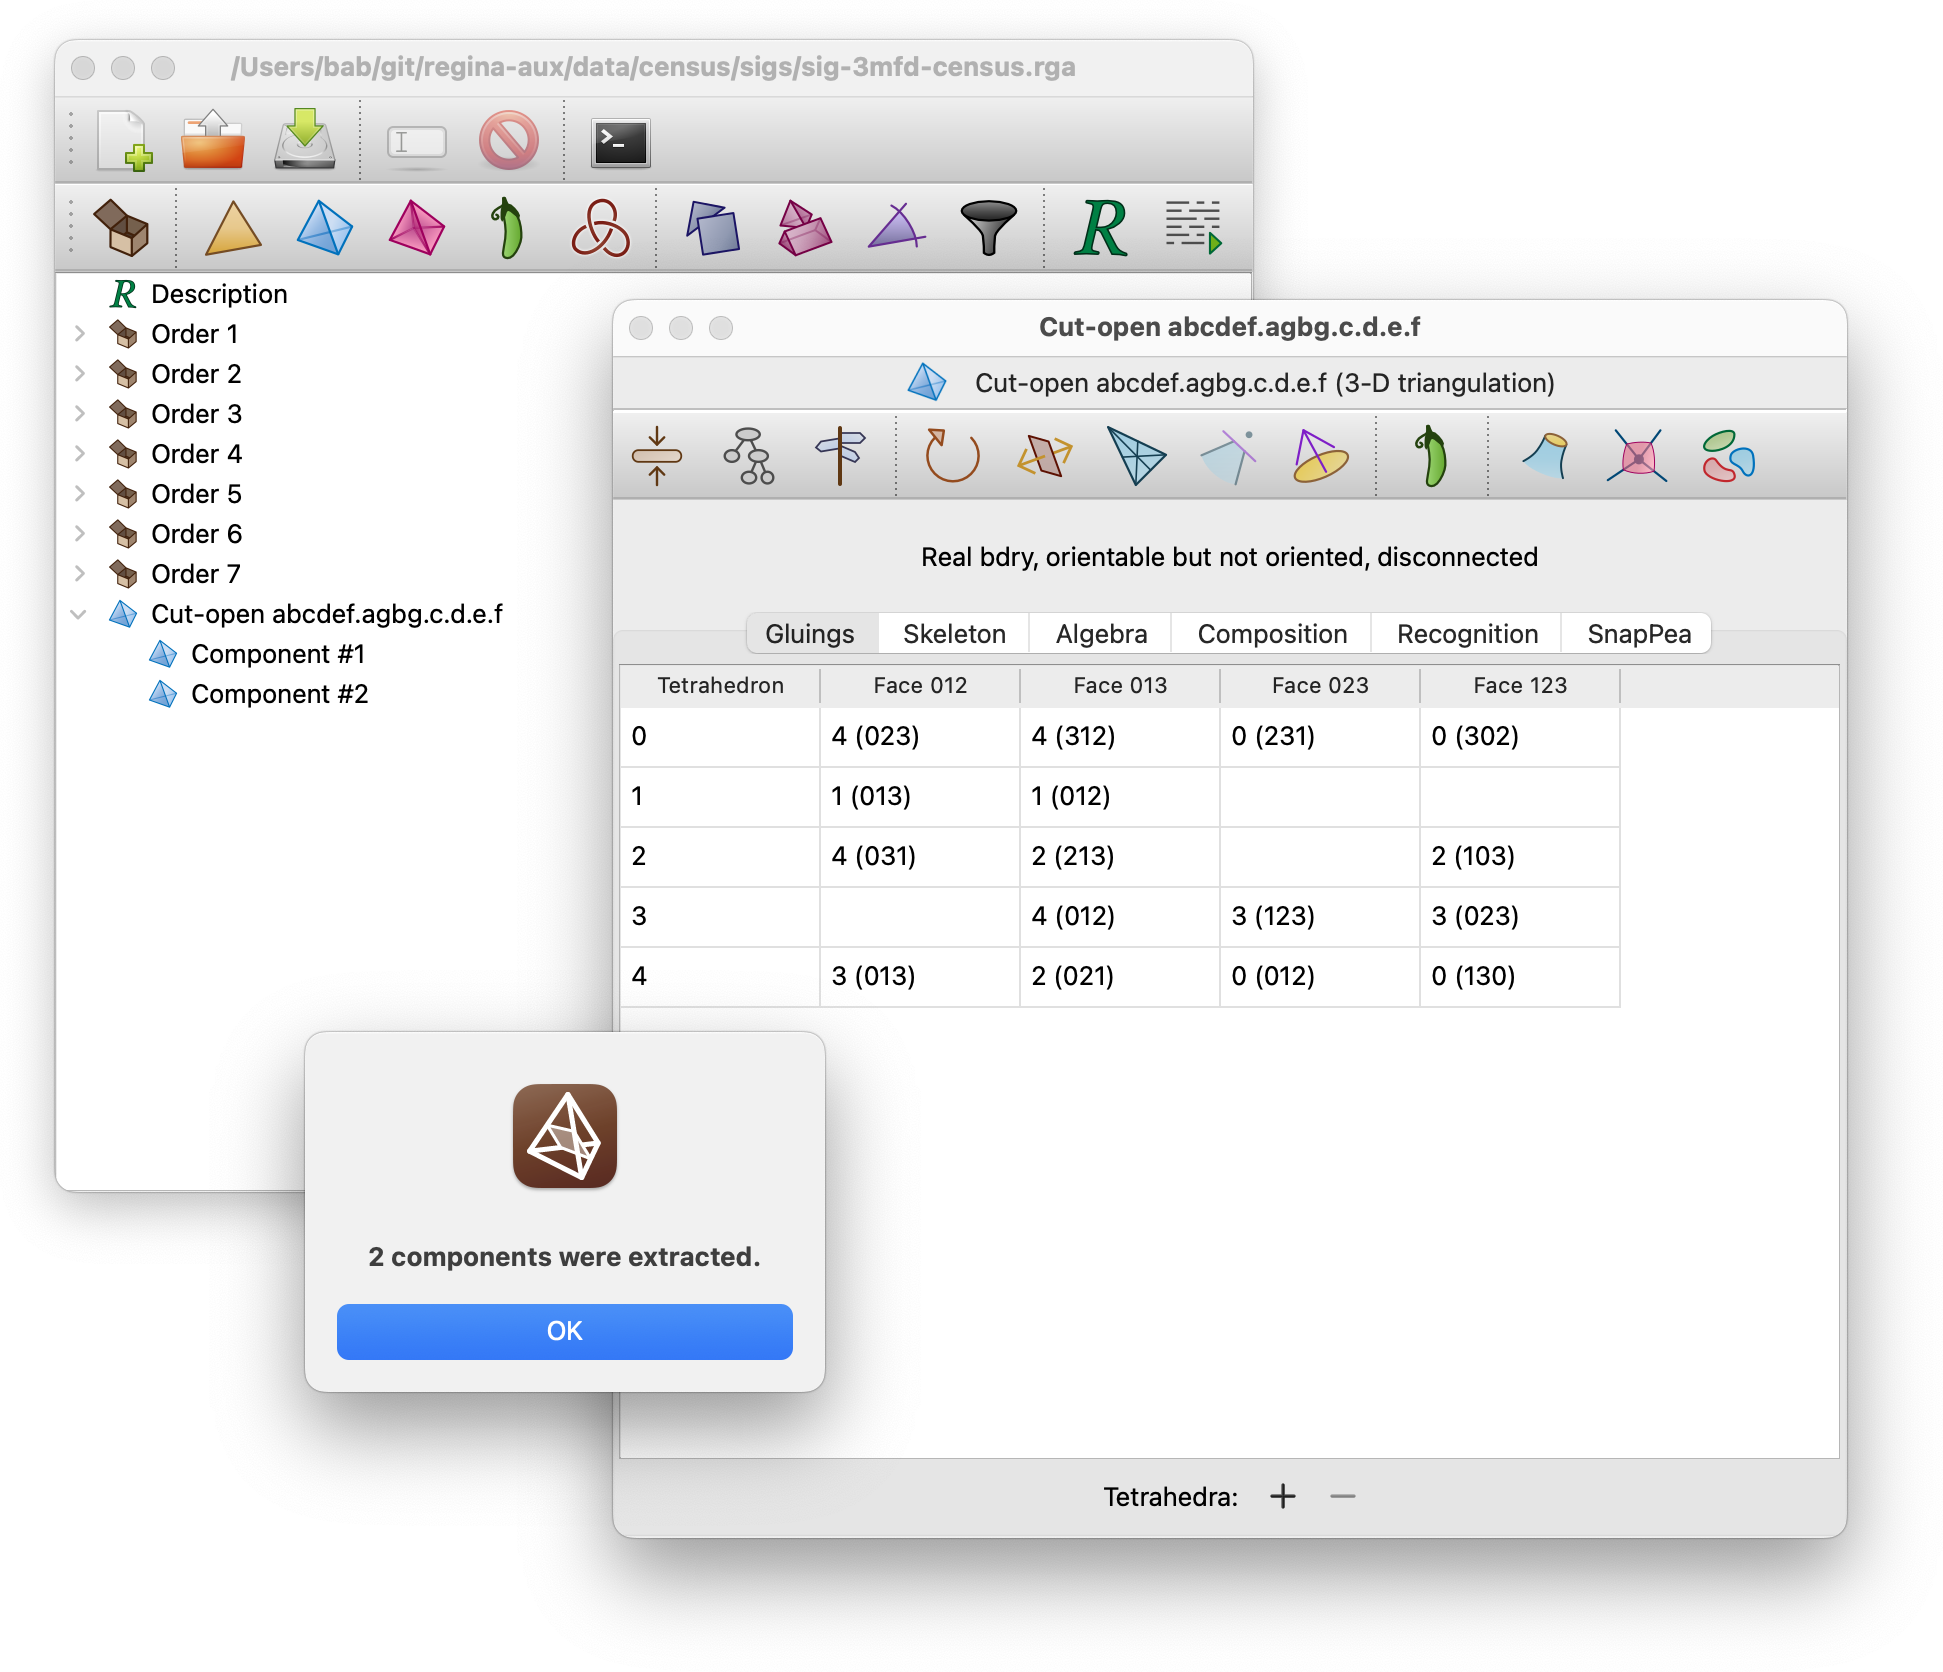 /Users/bab/git/regina-aux/data/census/sigs/sig-3mfd-census.rga
R Description
Order 1
Order 2
Order 3
Order 4
Order 5
Order 6
Order 7
Cut-open abcdef.agbg.c.d.e.f
Component #1
Component #2
Cut-open abcdef.agbg.c.d.e.f
Cut-open abcdef.agbg.c.d.e.f (3-D triangulation)
Real bdry, orientable but not oriented, disconnected
Gluings Skeleton Algebra Composition Recognition SnapPea
Tetrahedron Face 012 Face 013 Face 023 Face 123
0 4 (023) 4 (312) 0 (231) 0 (302)
1 1 (013) 1 (012)
2 4 (031) 2 (213) 2 (103)
3 4 (012) 3 (123) 3 (023)
4 3 (013) 2 (021) 0 (012) 0 (130)
Tetrahedra: + −
2 components were extracted.
OK